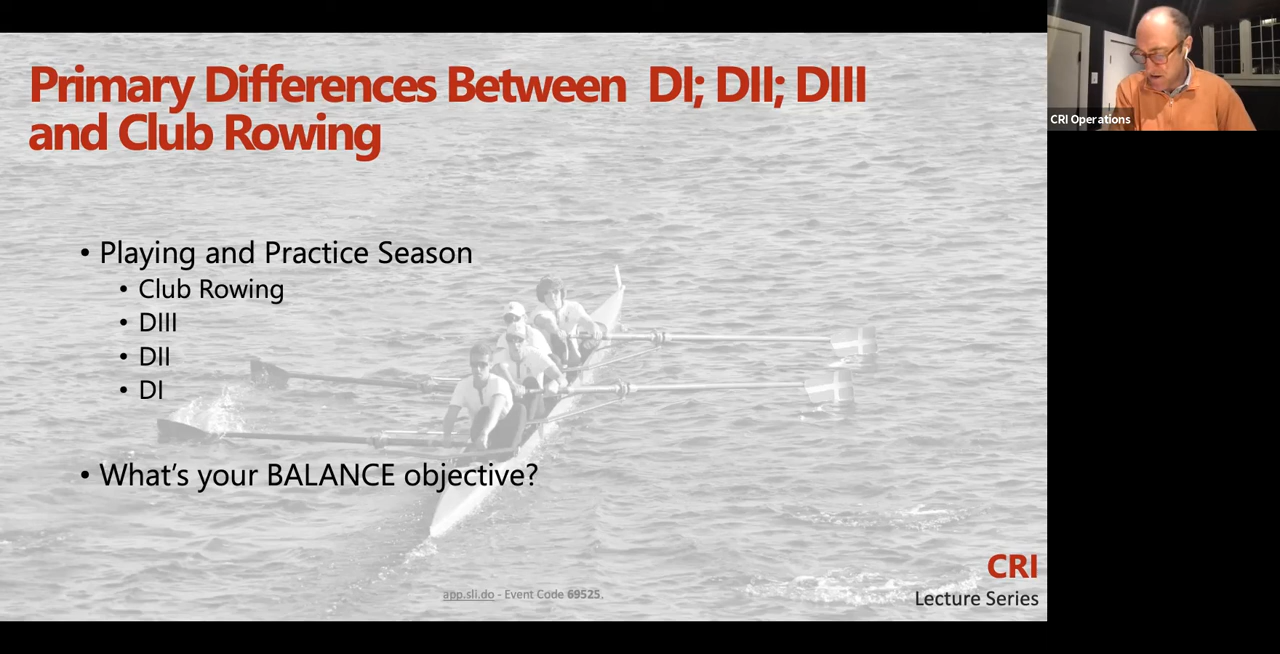 Primary Differences Between DI; DII; DIII
and Club Rowing
• Playing and Practice Season
• Club Rowing
• DIII
• DII
• DI
• What's your BALANCE objective?
app.sli.do - Event Code 69525.
CRI
Lecture Series
CRI Operations